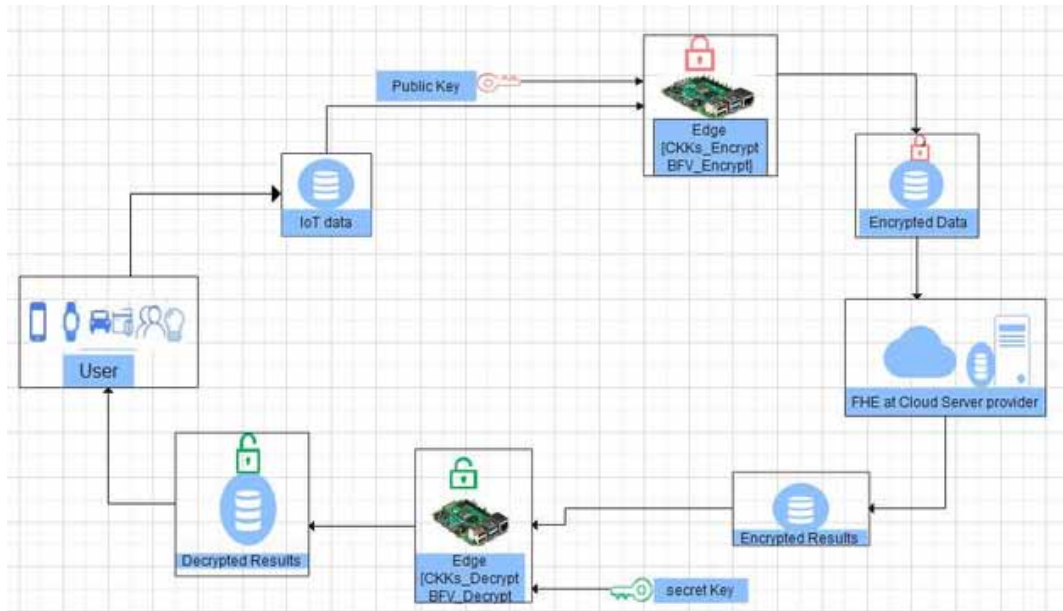 Public Key
Edge
[CKKs_Encrypt
BFV_Encrypt]
IoT data
Encrypted Data
User
FHE at Cloud Server provider
Decrypted Results
Edge
[CKKs_Decrypt
BFV_Decrypt
Encrypted Results
secret Key